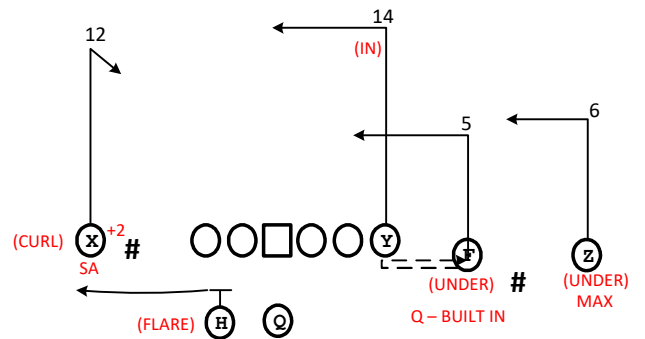 12
14
(IN)
6
5
(CURL)
X
+2
#
Y
F
Z
SA
(UNDER)
#
(UNDER)
MAX
(FLARE)
H
Q
Q – BUILT IN